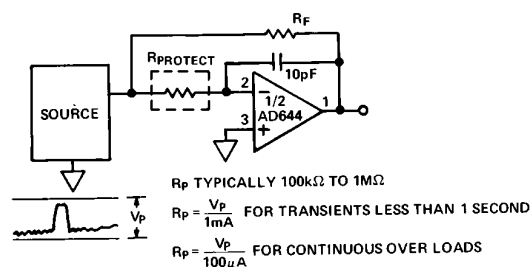 RF
RPROTECT
10pF
SOURCE
2
1/2
AD644
1
3
− 
+
RP TYPICALLY 100kΩ TO 1MΩ
VP
RP = VP/1mA FOR TRANSIENTS LESS THAN 1 SECOND
RP = VP/100μA FOR CONTINUOUS OVER LOADS